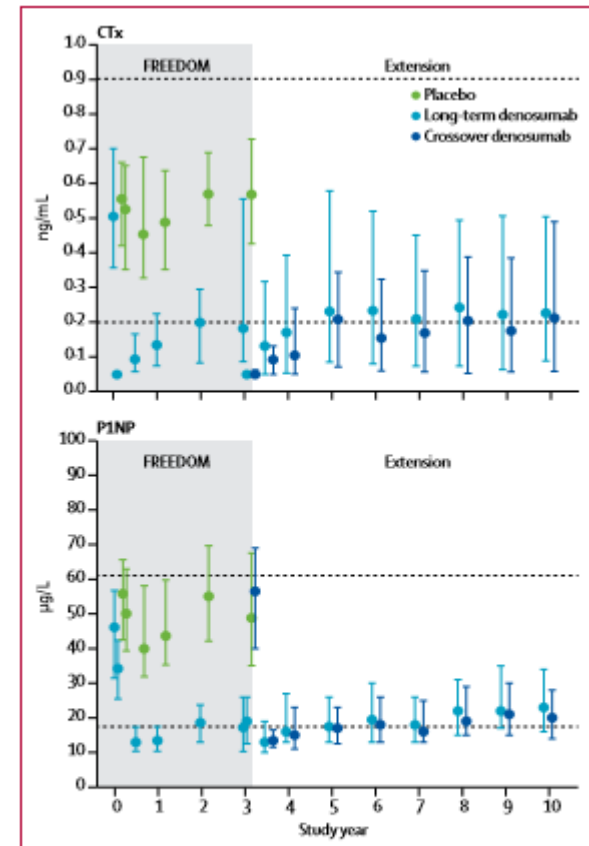 CTx
1.0
FREEDOM
Extension
0.9
Placebo
0.8
Long-term denosumab
0.7
Crossover denosumab
0.6
ng/mL
0.5
0.4
0.3
0.2
0.1
0.0
P1NP
100
FREEDOM
Extension
90
80
70
60
µg/L
50
40
30
20
10
0
0 1 2 3 4 5 6 7 8 9 10
Study year